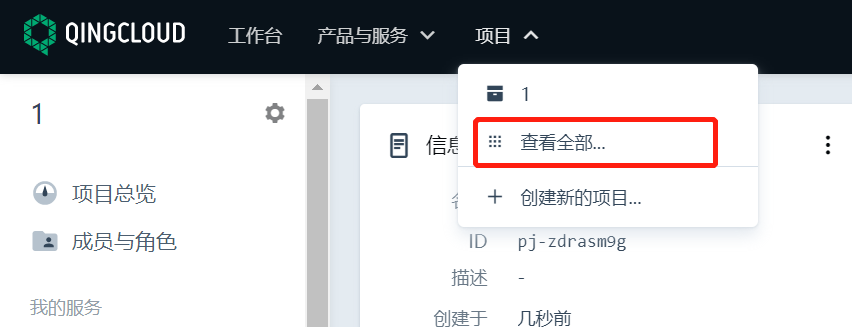 QINGCLOUD 工作台 产品与服务 项目
1
1
信息
查看全部...
项目总览
创建新的项目...
成员与角色
ID pj-zdrasm9g
描述 -
我的服务
创建于 几秒前